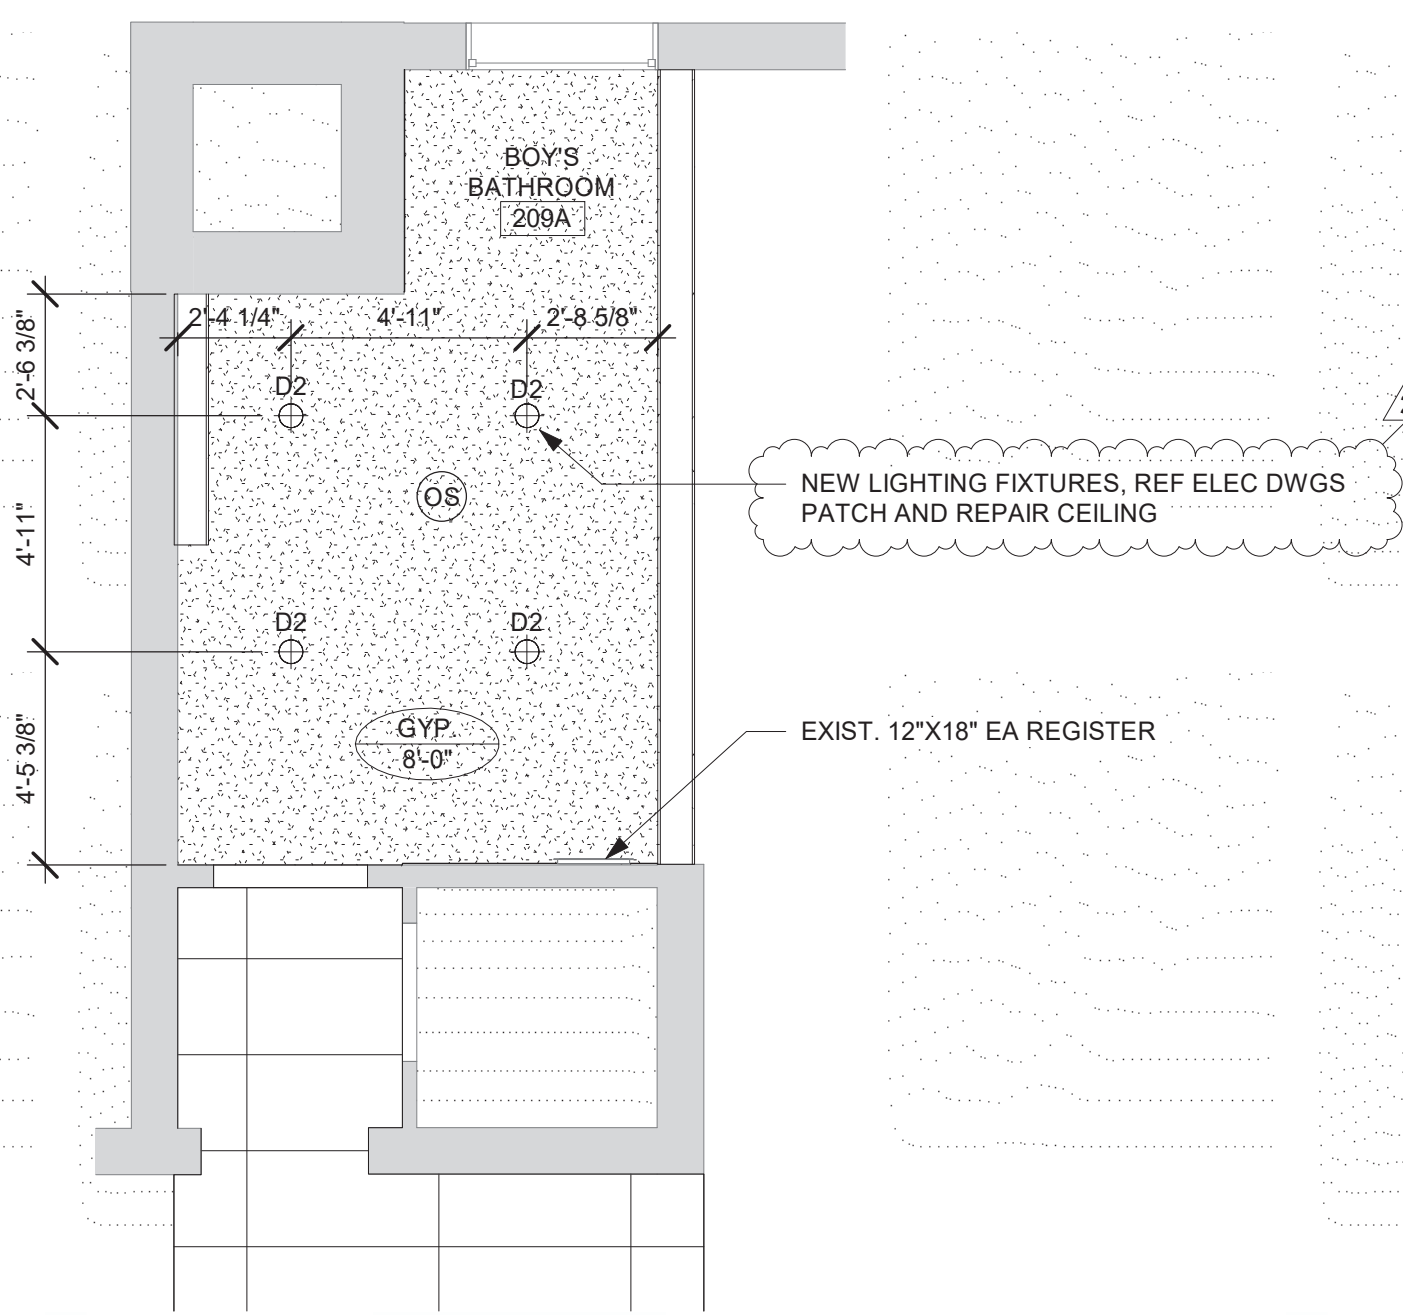 BOY'S
BATHROOM
209A
2'-4 1/4"
4'-11"
2'-8 5/8"
2'-6 3/8"
D2
D2
NEW LIGHTING FIXTURES, REF ELEC DWGS
PATCH AND REPAIR CEILING
OS
4'-11"
D2
D2
GYP.
8'-0"
4'-5 3/8"
EXIST. 12"X18" EA REGISTER